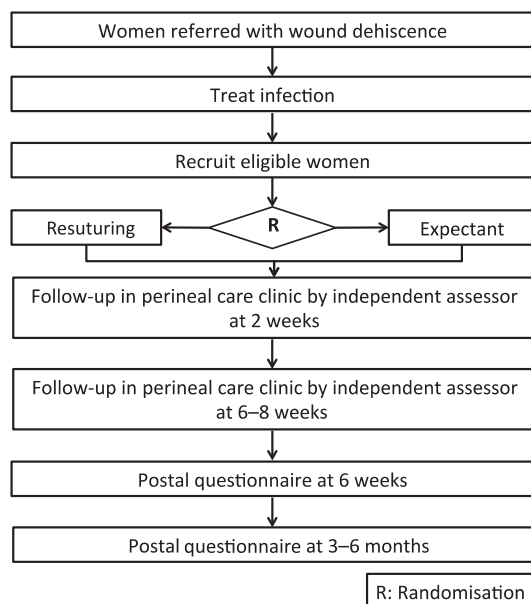 Women referred with wound dehiscence
Treat infection
Recruit eligible women
Resuturing
R
Expectant
Follow-up in perineal care clinic by independent assessor
at 2 weeks
Follow-up in perineal care clinic by independent assessor
at 6–8 weeks
Postal questionnaire at 6 weeks
Postal questionnaire at 3–6 months
R: Randomisation